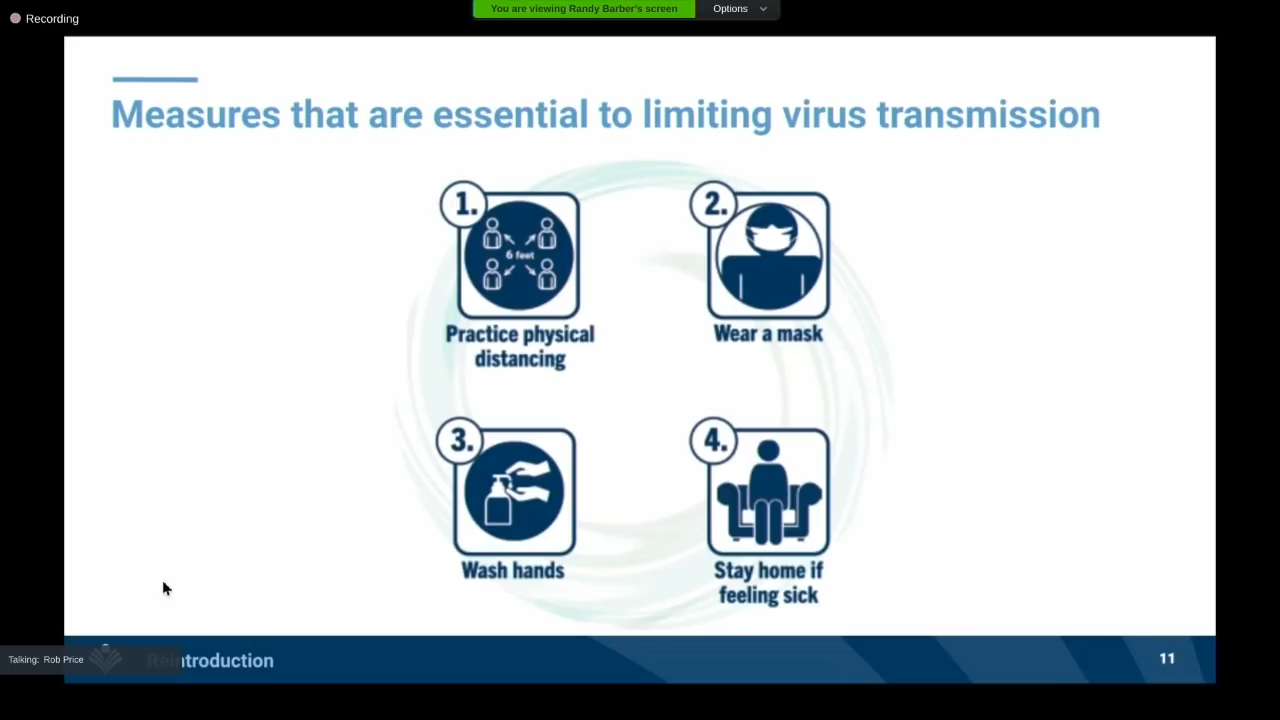 Recording
You are viewing Randy Barber's screen
Options
Measures that are essential to limiting virus transmission
1.
6 feet
Practice physical
distancing
2.
Wear a mask
3.
Wash hands
4.
Stay home if
feeling sick
Talking: Rob Price
Reintroduction
11